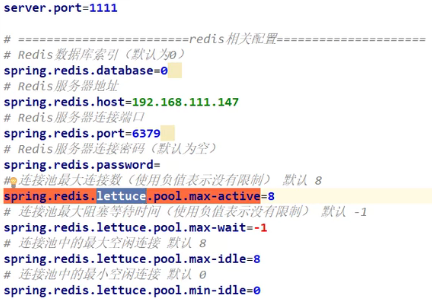 server.port=1111
# ========================redis相关配置=====================
# Redis数据库索引（默认为0）
spring.redis.database=0
# Redis服务器地址
spring.redis.host=192.168.111.147
# Redis服务器连接端口
spring.redis.port=6379
# Redis服务器连接密码（默认为空）
spring.redis.password=
# 连接池最大连接数（使用负值表示没有限制） 默认 8
spring.redis.lettuce.pool.max-active=8
# 连接池最大阻塞等待时间（使用负值表示没有限制） 默认 -1
spring.redis.lettuce.pool.max-wait=-1
# 连接池中的最大空闲连接 默认 8
spring.redis.lettuce.pool.max-idle=8
# 连接池中的最小空闲连接 默认 0
spring.redis.lettuce.pool.min-idle=0